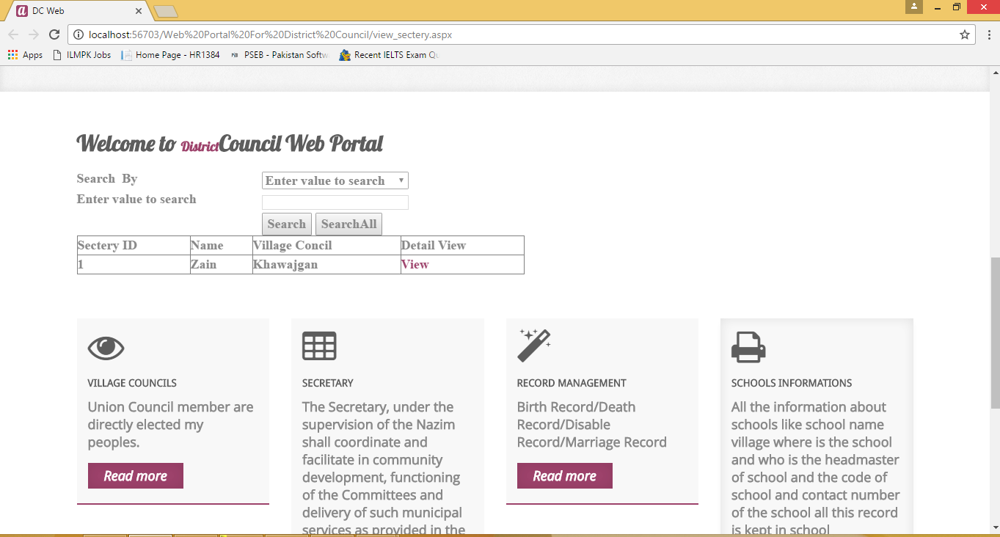 DC Web
localhost:56703/Web%20Portal%20For%20District%20Council/view_sectery.aspx
Apps ILMPK Jobs Home Page - HR1384 PSEB - Pakistan Softw Recent IELTS Exam Qu
Welcome to DistrictCouncil Web Portal
Search By Enter value to search
Enter value to search
Search SearchAll
Sectery ID Name Village Concil Detail View
1 Zain Khawajgan View
VILLAGE COUNCILS
Union Council member are
directly elected my
peoples.
Read more
SECRETARY
The Secretary, under the
supervision of the Nazim
shall coordinate and
facilitate in community
development, functioning
of the Committees and
delivery of such municipal
services as provided in the
RECORD MANAGEMENT
Birth Record/Death
Record/Disable
Record/Marriage Record
Read more
SCHOOLS INFORMATIONS
All the information about
schools like school name
village where is the school
and who is the headmaster
of school and the code of
school and contact number
of the school all this record
is kept in school